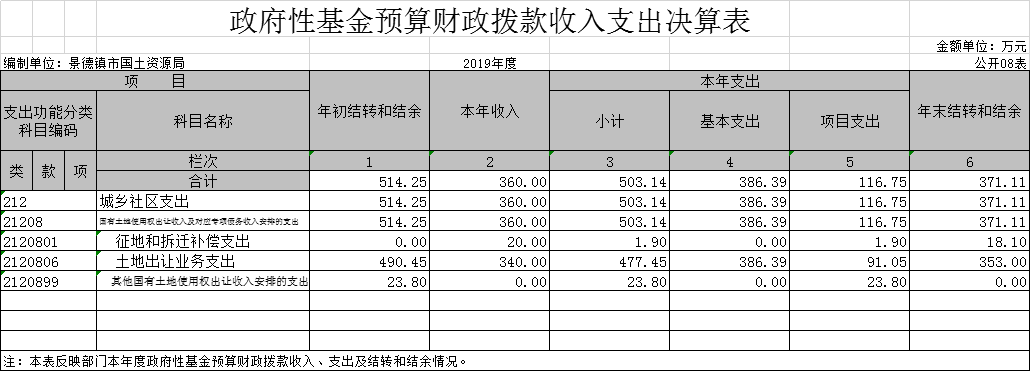 政府性基金预算财政拨款收入支出决算表
金额单位：万元
编制单位：景德镇市国土资源局 2019年度 公开08表
项 目 年初结转和结余 本年收入 本年支出 年末结转和结余
支出功能分类科目编码 科目名称 小计 基本支出 项目支出
类 款 项 栏次 1 2 3 4 5 6
合计 514.25 360.00 503.14 386.39 116.75 371.11
212 城乡社区支出 514.25 360.00 503.14 386.39 116.75 371.11
21208 国有土地使用权出让收入及对应专项债务收入安排的支出 514.25 360.00 503.14 386.39 116.75 371.11
2120801 征地和拆迁补偿支出 0.00 20.00 1.90 0.00 1.90 18.10
2120806 土地出让业务支出 490.45 340.00 477.45 386.39 91.05 353.00
2120899 其他国有土地使用权出让收入安排的支出 23.80 0.00 23.80 0.00 23.80 0.00
注：本表反映部门本年度政府性基金预算财政拨款收入、支出及结转和结余情况。